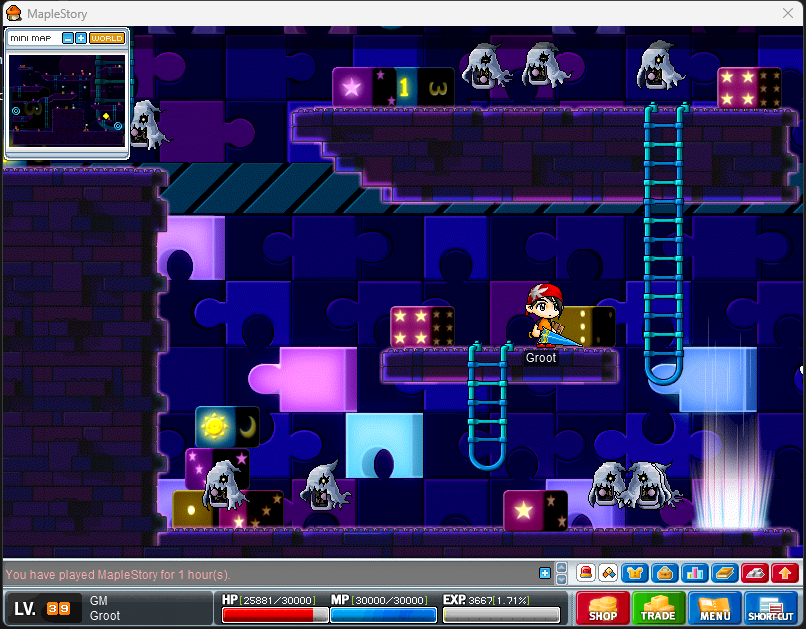 MapleStory
MINI MAP
WORLD
1
Groot
You have played MapleStory for 1 hour(s).
LV. 39
GM
Groot
HP [25881/30000] MP [30000/30000] EXP. 3667[1.71%]
SHOP TRADE MENU SHORTCUT